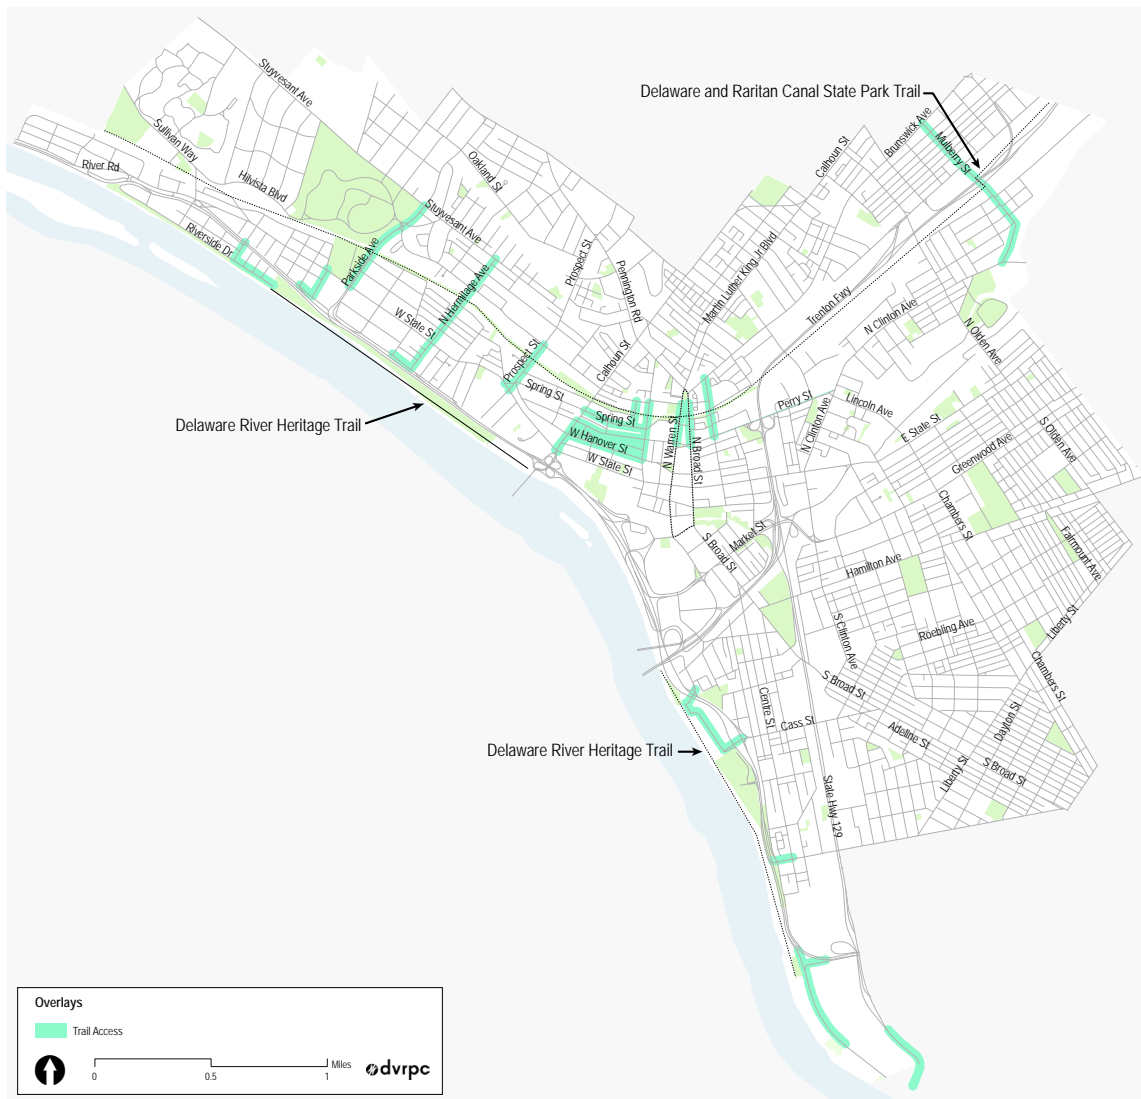 Stuyvesant Ave
Delaware and Raritan Canal State Park Trail
Brunswick Ave
Mulberry St
Sullivan Way
River Rd
Hilvista Blvd
Oakland St
Calhoun St
Stuyvesant Ave
Riverside Dr
Parkside Ave
Prospect St
Pennington Rd
Martin Luther King Jr Blvd
N Hermitage Ave
W State St
Trenton Fwy
N Clinton Ave
N Olden Ave
Prospect St
Calhoun St
Spring St
Perry St
Lincoln Ave
Delaware River Heritage Trail
Spring St
W Hanover St
W State St
N Warren St
N Broad St
N Clinton Ave
E State St
S Olden Ave
Greenwood Ave
Chambers St
S Broad St
Market St
Hamilton Ave
Fairmount Ave
S Clinton Ave
Roebling Ave
Liberty St
Chambers St
S Broad St
Centre St
Cass St
Adeline St
Dayton St
Delaware River Heritage Trail
Liberty St
S Broad St
State Hwy 129
Overlays
Trail Access
Miles
0 0.5 1
dvrpc